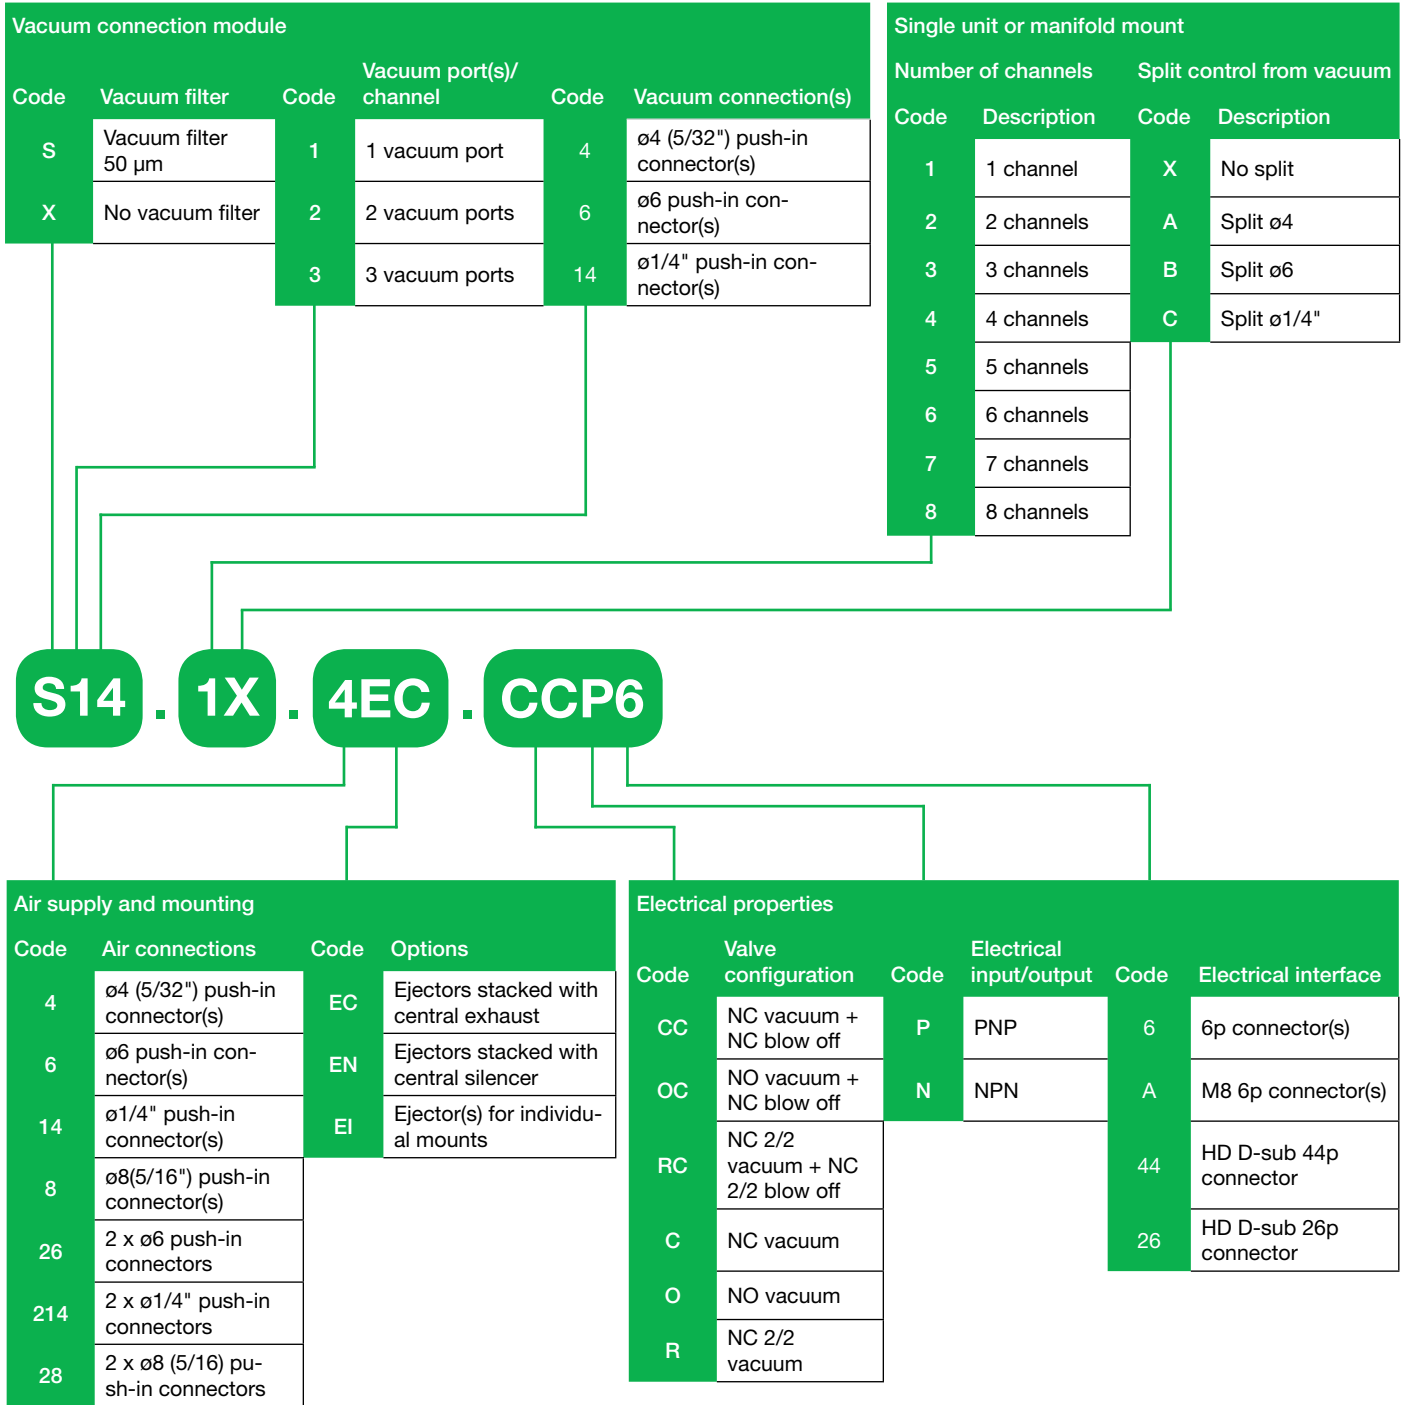 Vacuum connection module
Code
Vacuum filter
Code
Vacuum port(s)/
channel
Code
Vacuum connection(s)
S
Vacuum filter
50 µm
1
1 vacuum port
4
ø4 (5/32") push-in
connector(s)
X
No vacuum filter
2
2 vacuum ports
6
ø6 push-in con-
nector(s)
3
3 vacuum ports
14
ø1/4" push-in con-
nector(s)
Single unit or manifold mount
Number of channels
Split control from vacuum
Code
Description
Code
Description
1
1 channel
X
No split
2
2 channels
A
Split ø4
3
3 channels
B
Split ø6
4
4 channels
C
Split ø1/4"
5
5 channels
6
6 channels
7
7 channels
8
8 channels
S14 . 1X . 4EC . CCP6
Air supply and mounting
Code
Air connections
Code
Options
4
ø4 (5/32") push-in
connector(s)
EC
Ejectors stacked with
central exhaust
6
ø6 push-in con-
nector(s)
EN
Ejectors stacked with
central silencer
14
ø1/4" push-in
connector(s)
EI
Ejector(s) for individu-
al mounts
8
ø8(5/16") push-in
connector(s)
26
2 x ø6 push-in
connectors
214
2 x ø1/4" push-in
connectors
28
2 x ø8 (5/16) pu-
sh-in connectors
Electrical properties
Code
Valve
configuration
Code
Electrical
input/output
Code
Electrical interface
CC
NC vacuum +
NC blow off
P
PNP
6
6p connector(s)
OC
NO vacuum +
NC blow off
N
NPN
A
M8 6p connector(s)
RC
NC 2/2
vacuum + NC
2/2 blow off
44
HD D-sub 44p
connector
C
NC vacuum
26
HD D-sub 26p
connector
O
NO vacuum
R
NC 2/2
vacuum